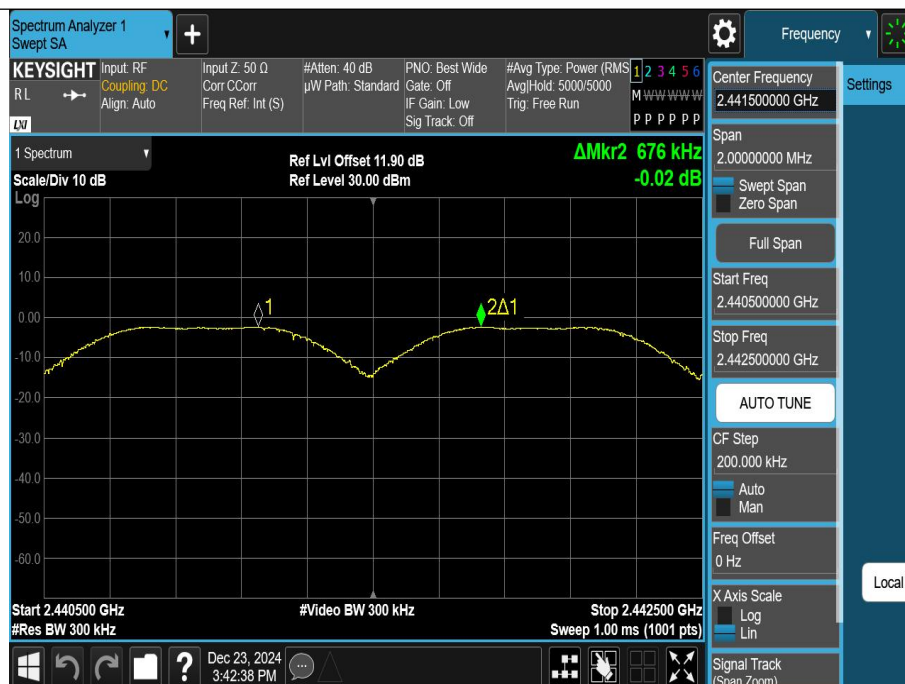 Spectrum Analyzer 1
Swept SA
Frequency
KEYSIGHT
RL
LXI
Input: RF
Coupling: DC
Align: Auto
Input Z: 50 Ω
Corr CCorr
Freq Ref: Int (S)
#Atten: 40 dB
µW Path: Standard
PNO: Best Wide
Gate: Off
IF Gain: Low
Sig Track: Off
#Avg Type: Power (RMS
Avg|Hold: 5000/5000
Trig: Free Run
1 2 3 4 5 6
M W W W W W
P P P P P P
1 Spectrum
Scale/Div 10 dB
Log
Ref Lvl Offset 11.90 dB
Ref Level 30.00 dBm
ΔMkr2 676 kHz
-0.02 dB
20.0
10.0
0.00
-10.0
-20.0
-30.0
-40.0
-50.0
-60.0
1
2Δ1
Start 2.440500 GHz
#Res BW 300 kHz
#Video BW 300 kHz
Stop 2.442500 GHz
Sweep 1.00 ms (1001 pts)
?
Dec 23, 2024
3:42:38 PM
Center Frequency
2.441500000 GHz
Settings
Span
2.00000000 MHz
Swept Span
Zero Span
Full Span
Start Freq
2.440500000 GHz
Stop Freq
2.442500000 GHz
AUTO TUNE
CF Step
200.000 kHz
Auto
Man
Freq Offset
0 Hz
Local
X Axis Scale
Log
Lin
Signal Track
(Span Zoom)